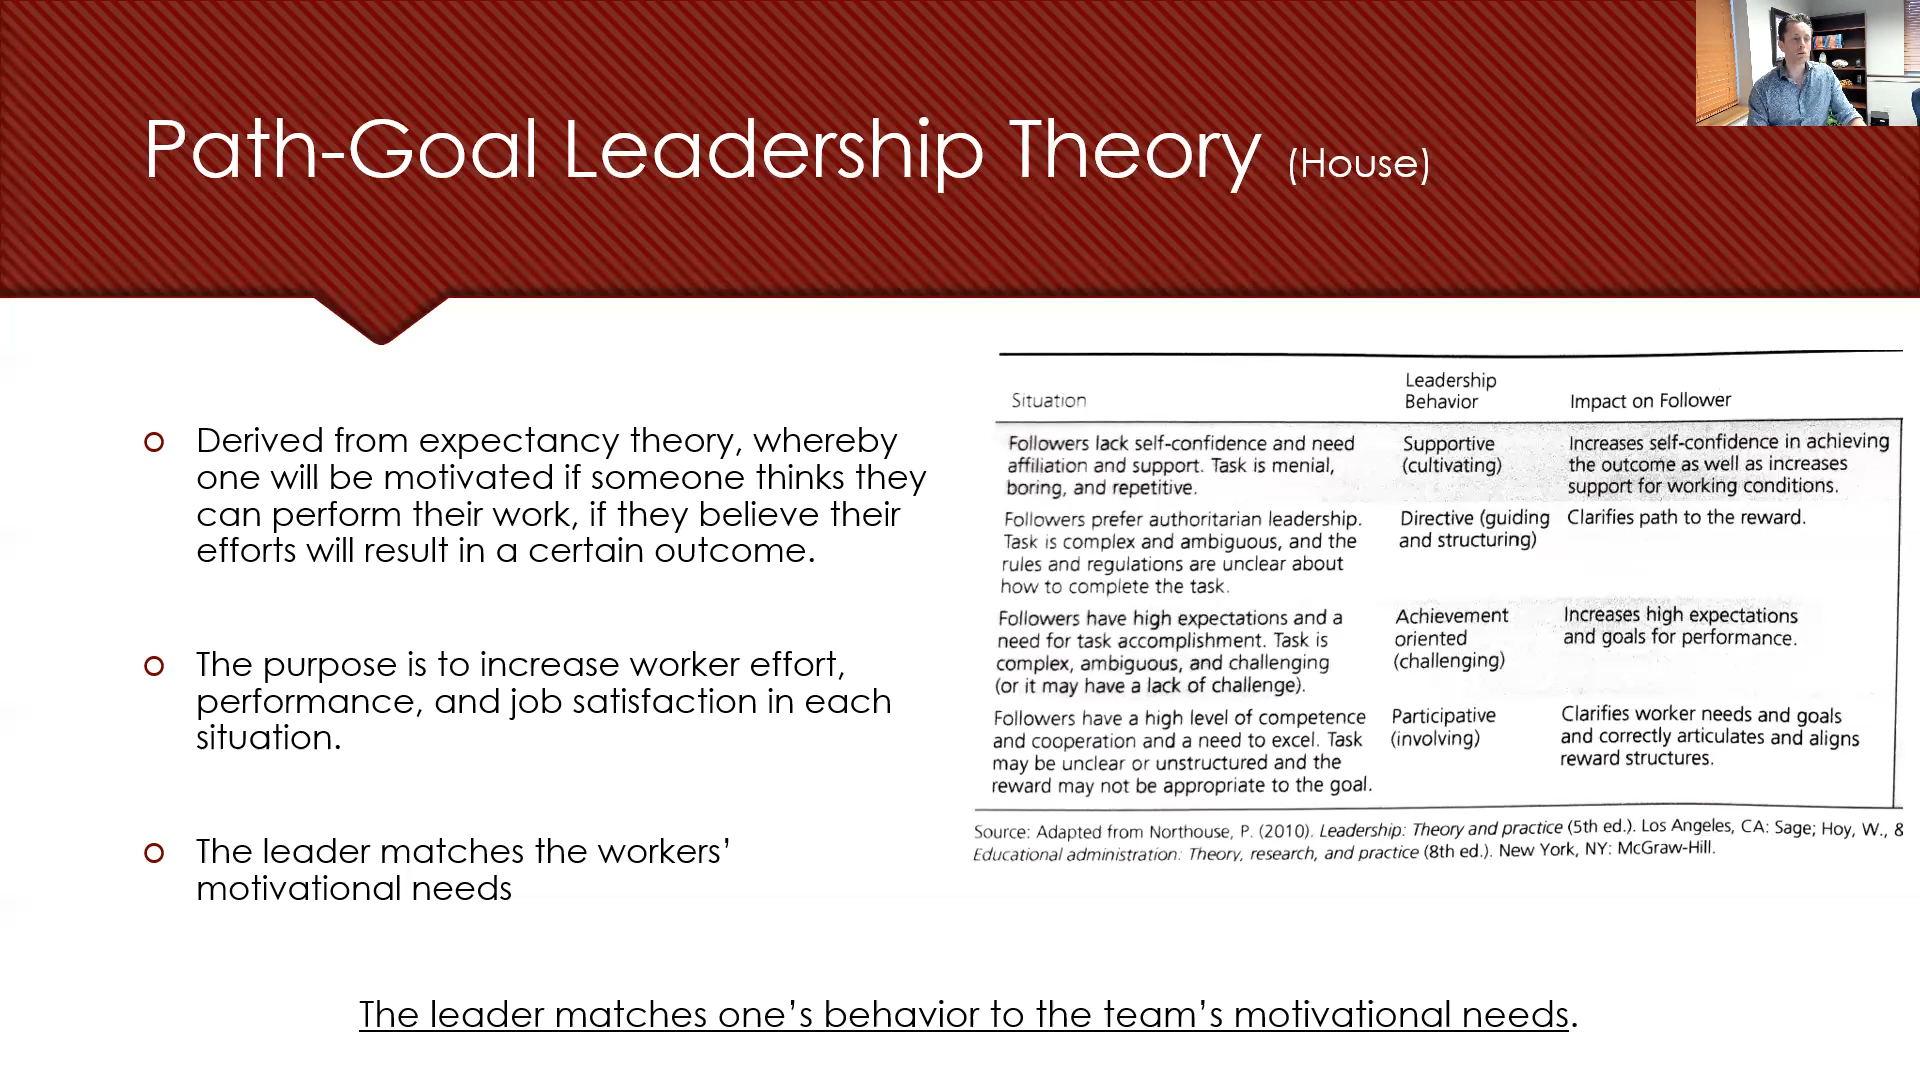 Path-Goal Leadership Theory (House)
o Derived from expectancy theory, whereby
one will be motivated if someone thinks they
can perform their work, if they believe their
efforts will result in a certain outcome.
o The purpose is to increase worker effort,
performance, and job satisfaction in each
situation.
o The leader matches the workers’
motivational needs
Situation
Leadership
Behavior
Impact on Follower
Followers lack self-confidence and need
affiliation and support. Task is menial,
boring, and repetitive.
Supportive
(cultivating)
Increases self-confidence in achieving
the outcome as well as increases
support for working conditions.
Followers prefer authoritarian leadership.
Task is complex and ambiguous, and the
rules and regulations are unclear about
how to complete the task.
Directive (guiding
and structuring)
Clarifies path to the reward.
Followers have high expectations and a
need for task accomplishment. Task is
complex, ambiguous, and challenging
(or it may have a lack of challenge).
Achievement
oriented
(challenging)
Increases high expectations
and goals for performance.
Followers have a high level of competence
and cooperation and a need to excel. Task
may be unclear or unstructured and the
reward may not be appropriate to the goal.
Participative
(involving)
Clarifies worker needs and goals
and correctly articulates and aligns
reward structures.
Source: Adapted from Northouse, P. (2010). Leadership: Theory and practice (5th ed.). Los Angeles, CA: Sage; Hoy, W., &
Educational administration: Theory, research, and practice (8th ed.). New York, NY: McGraw-Hill.
The leader matches one’s behavior to the team’s motivational needs.